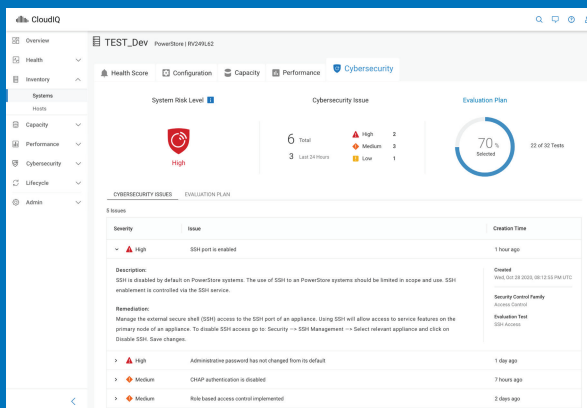 CloudIQ
Overview
Health
Inventory
Systems
Hosts
Capacity
Performance
Cybersecurity
Lifecycle
Admin
TEST_Dev PowerStore | RV249L62
Health Score Configuration Capacity Performance Cybersecurity
System Risk Level
High
Cybersecurity Issue
6 Total
3 Last 24 Hours
High 2
Medium 3
Low 1
Evaluation Plan
70 %
Selected
22 of 32 Tests
CYBERSECURITY ISSUES EVALUATION PLAN
5 Issues
Severity Issue Creation Time
High SSH port is enabled 1 hour ago
Description:
SSH is disabled by default on PowerStore systems. The use of SSH to an PowerStore systems should be limited in scope and use. SSH
enablement is controlled via the SSH service.
Remediation:
Manage the external secure shell (SSH) access to the SSH port of an appliance. Using SSH will allow access to service features on the
primary node of an appliance. To disable SSH access go to: Security —> SSH Management —> Select relevant appliance and click on
Disable SSH. Save changes.
Created
Wed, Oct 28 2020, 08:12:55 PM UTC
Security Control Family
Access Control
Evaluation Test
SSH Access
High Administrative password has not changed from its default 1 day ago
Medium CHAP authentication is disabled 7 hours ago
Medium Role based access control implemented 2 days ago